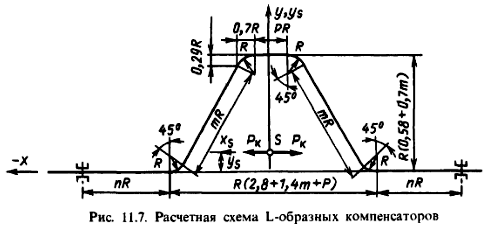 y, yₛ
0,7R
PR
0,29R
R
R
45°
mR
mR
R(0,58+0,7m)
45°
45°
R
R
xₛ
yₛ
Pк
S
Pк
-x
nR
R(2,8+1,4m+P)
nR
Рис. 11.7. Расчетная схема L-образных компенсаторов